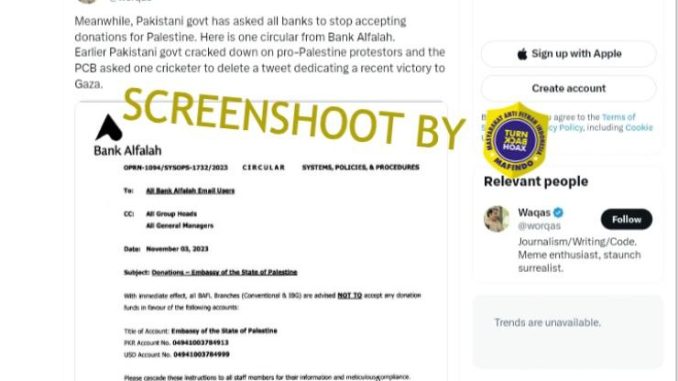 @worqas
Meanwhile, Pakistani govt has asked all banks to stop accepting
donations for Palestine. Here is one circular from Bank Alfalah.
Earlier Pakistani govt cracked down on pro-Palestine protestors and the
PCB asked one cricketer to delete a tweet dedicating a recent victory to
Gaza.
SCREENSHOOT BY
Bank Alfalah
OPRN-1094/SYSOPS-1732/2023 CIRCULAR SYSTEMS, POLICIES, & PROCEDURES
To: All Bank Alfalah Email Users
CC: All Group Heads
All General Managers
Date: November 03, 2023
Subject: Donations – Embassy of the State of Palestine
With immediate effect, all BAFL Branches (Conventional & IBG) are advised NOT TO accept any donation
funds in favour of the following accounts:
Title of Account: Embassy of the State of Palestine
PKR Account No. 04941003784913
USD Account No. 04941003784999
Please cascade these instructions to all staff members for their information and meticulous compliance.
Sign up with Apple
Create account
agree to the Terms of
cy Policy, including Cookie
MASYARAKAT ANTI FITNAH INDONESIA
TURN
BACK
HOAX
MAFINDO
Relevant people
Waqas
@worqas
Follow
Journalism/Writing/Code.
Meme enthusiast, staunch
surrealist.
Trends are unavailable.